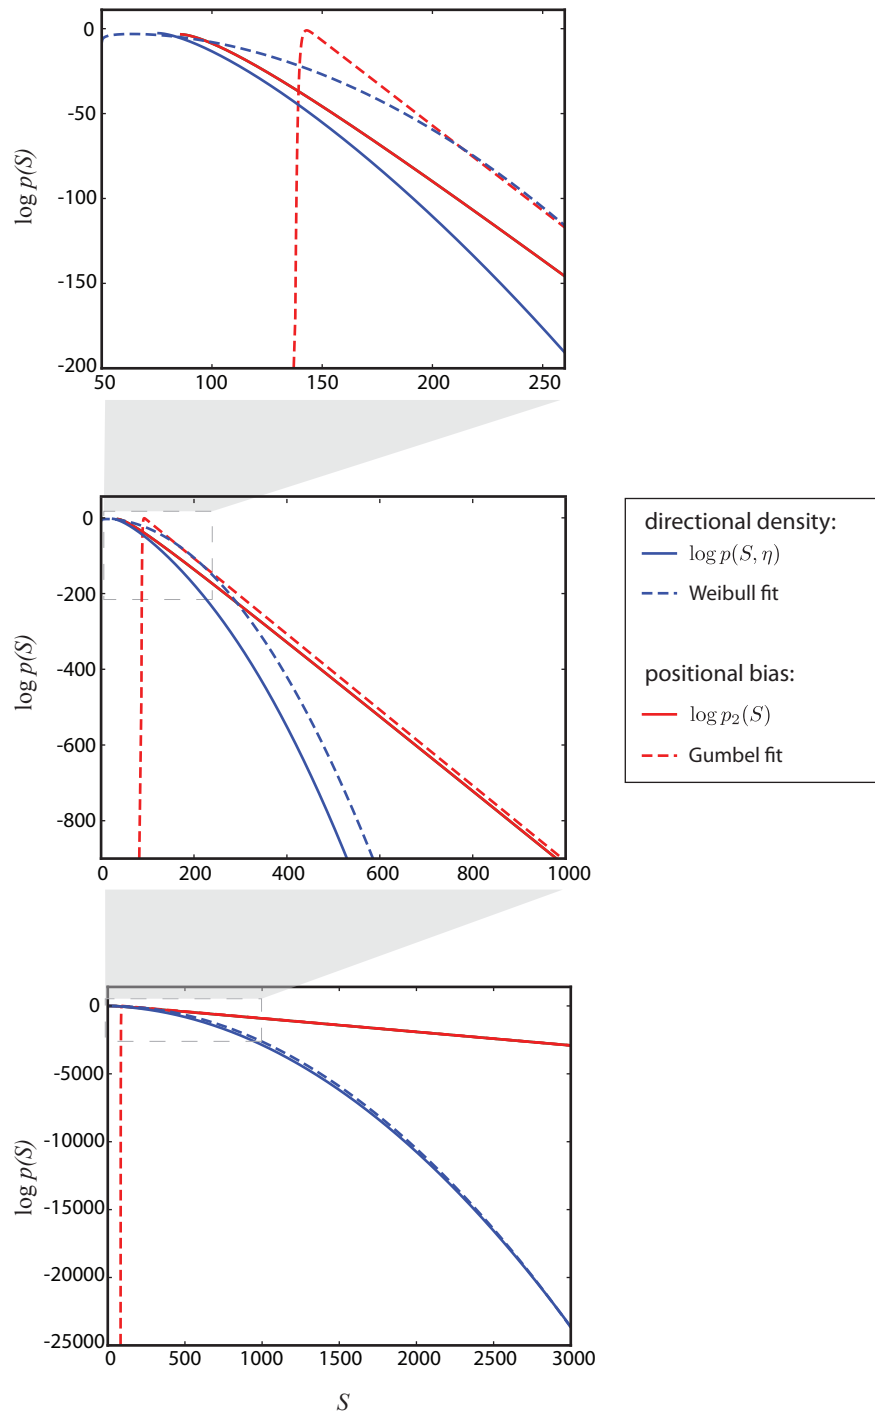 0
-50
-100
-150
-200
log p(S)
50 100 150 200 250
0
-200
-400
-600
-800
log p(S)
0 200 400 600 800 1000
directional density:
log p(S, η)
Weibull fit
positional bias:
log p₂(S)
Gumbel fit
0
-5000
-10000
-15000
-20000
-25000
log p(S)
0 500 1000 1500 2000 2500 3000
S